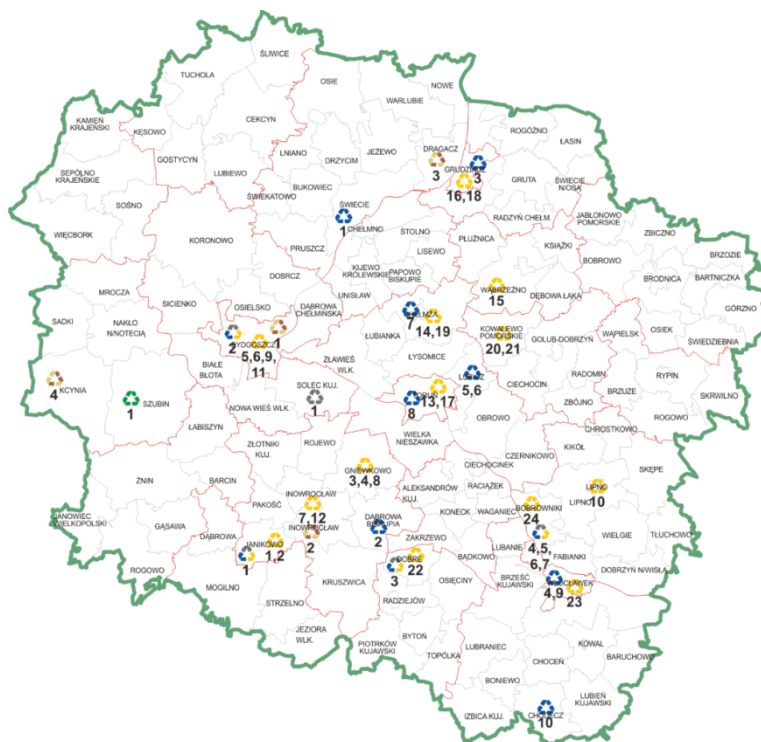 ŚLIWICE
TUCHOLA
OSIE
NOWE
WARLUBIE
CEKCYN
KAMIEŃ
KRAJEŃSKI
KĘSOWO
ROGÓŹNO
ŁASIN
DRAGACZ
LNIANO
DRZYCIM
JEŻEWO
GOSTYCYN
LUBIEWO
3
GRUDZIĄDZ
3
SĘPÓLNO
KRAJEŃSKIE
GRUTA
ŚWIECIE
N/OSĄ
BUKOWIEC
ŚWIEKATOWO
16,18
SOŚNO
ŚWIECIE
1
CHEŁMNO
RADZYŃ CHEŁM.
JABŁONOWO
POMORSKIE
WIĘCBORK
KORONOWO
STOLNO
PŁUŻNICA
ZBICZNO
PRUSZCZ
LISEWO
KSIĄŻKI
BOBROWO
BRZOZIE
DOBRCZ
KIJEWO
KRÓLEWSKIE
PAPOWO
BISKUPIE
BRODNICA
BARTNICZKA
MROCZA
UNISŁAW
WĄBRZEŹNO
15
DĘBOWA ŁĄKA
SICIENKO
OSIELSKO
DĄBROWA
CHEŁMIŃSKA
GÓRZNO
SADKI
NAKŁO
N/NOTECIĄ
7
14,19
KOWALEWO
POMORSKIE
GOLUB-DOBRZYŃ
WĄPIELSK
OSIEK
2
BYDGOSZCZ
1
ŁUBIANKA
20,21
ŚWIEDZIEBNIA
5,6,9,
11
ŁYSOMICE
BIAŁE
BŁOTA
ZŁAWIEŚ
WLK.
LUBICZ
RADOMIN
RYPIN
4
KCYNIA
SOLEC KUJ.
1
5,6
CIECHOCIN
BRZUZE
SKRWILNO
SZUBIN
1
NOWA WIEŚ WLK.
8
13,17
OBROWO
ZBÓJNO
ROGOWO
ŁABISZYN
WIELKA
NIESZAWKA
CHROSTKOWO
ZŁOTNIKI
KUJ.
ROJEWO
CZERNIKOWO
KIKÓŁ
SKĘPE
GNIEWKOWO
3,4,8
CIECHOCINEK
ŻNIN
BARCIN
ALEKSANDRÓW
KUJ.
RACIĄŻEK
LIPNO
10
LIPNO
PAKOŚĆ
INOWROCŁAW
7,12
JANOWIEC
WIELKOPOLSKI
GĄSAWA
DĄBROWA
BISKUPIA
2
KONECK
WAGANIEC
BOBROWNIKI
24
INOWROCŁAW
2
WIELGIE
TŁUCHOWO
DĄBROWA
JANIKOWO
1,2
ZAKRZEWO
LUBANIE
4,5,
6,7
FABIANKI
1
DOBRE
22
BĄDKOWO
ROGOWO
3
DOBRZYŃ N/WISŁĄ
MOGILNO
KRUSZWICA
OSIĘCINY
BRZEŚĆ
KUJAWSKI
WŁOCŁAWEK
4,9
23
STRZELNO
RADZIEJÓW
JEZIORA
WLK.
BYTOŃ
LUBRANIEC
KOWAL
PIOTRKÓW
KUJAWSKI
TOPÓLKA
CHOCEŃ
BARUCHOWO
BONIEWO
LUBIEŃ
KUJAWSKI
IZBICA KUJ.
CHODECZ
10